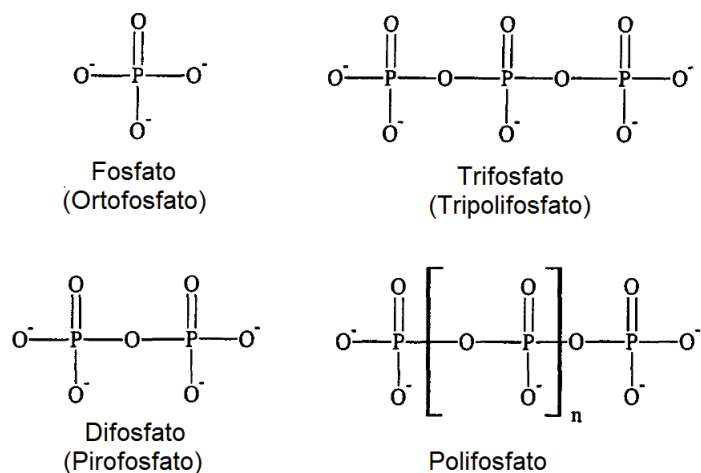 O
O⁻ P O⁻
O⁻
Fosfato
(Ortofosfato)
O O O
O⁻ P O P O P O⁻
O⁻ O⁻ O⁻
Trifosfato
(Tripolifosfato)
O O
O⁻ P O P O⁻
O⁻ O⁻
Difosfato
(Pirofosfato)
O O O
O⁻ P O P O P O⁻
O⁻ O⁻ O⁻
n
Polifosfato